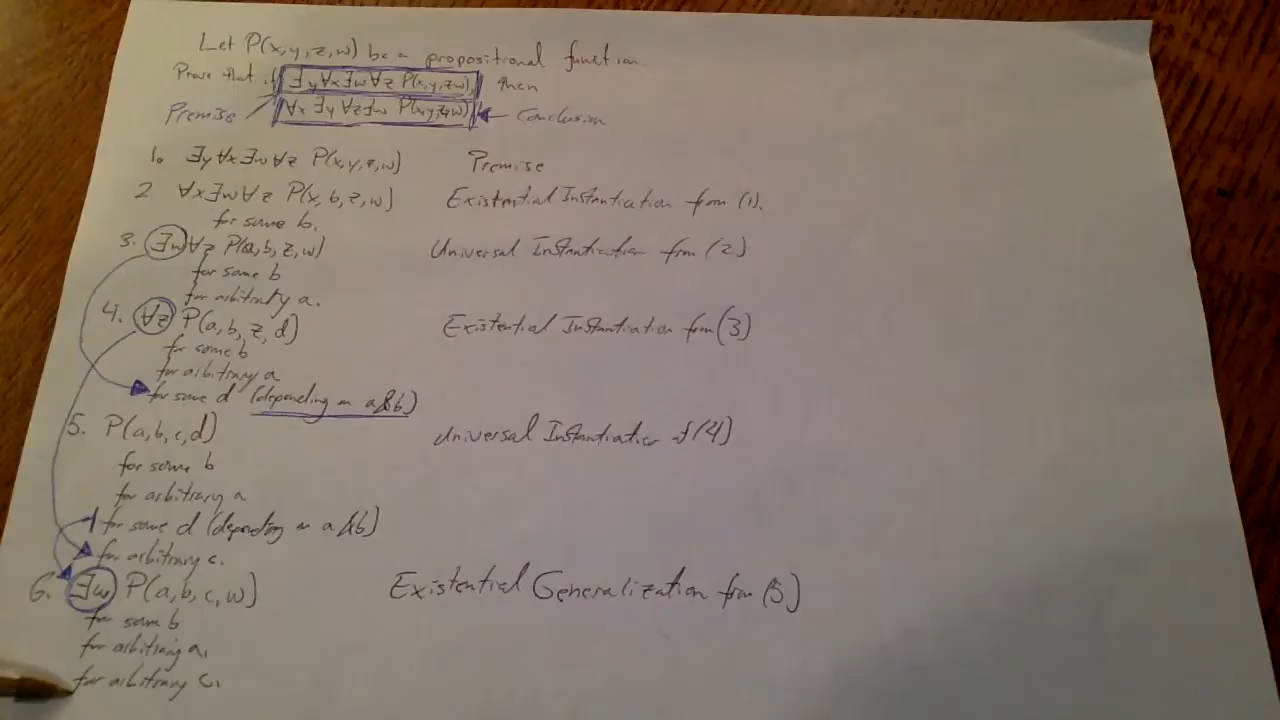 Let P(x,y,z,w) be a propositional function.
Prove that if ∃y∀x∃w∀z P(x,y,z,w), then
Premise ∀x ∃y ∀z∃w P(x,y,z,w) Conclusion
1. ∃y∀x∃w∀z P(x,y,z,w) Premise
2. ∀x∃w∀z P(x,b,z,w) Existential Instantiation from (1).
for some b.
3. ∃w∀z P(a,b,z,w) Universal Instantiation from (2)
for some b
for arbitrary a.
4. ∀z P(a,b,z,d) Existential Instantiation from (3)
for some b
for arbitrary a
for some d (depending on a&b)
5. P(a,b,c,d) Universal Instantiation of (4)
for some b
for arbitrary a
for some d (depending on a&b)
for arbitrary c.
6. ∃w P(a,b,c,w) Existential Generalization from (5)
for some b
for arbitrary a,
for arbitrary c.